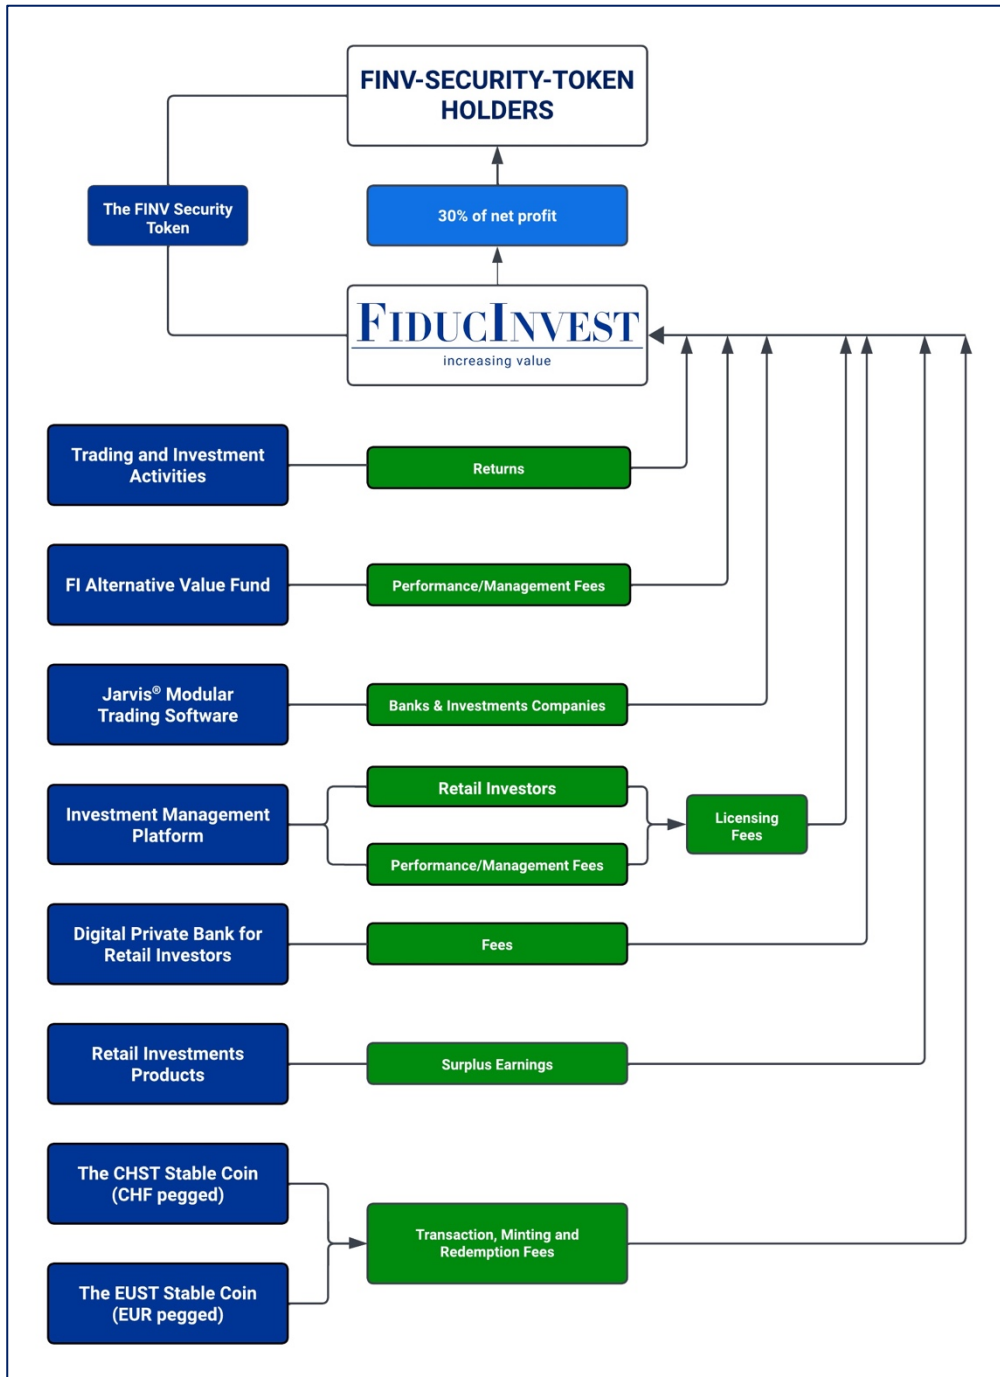 FINV-SECURITY-TOKEN
HOLDERS
The FINV Security
Token
30% of net profit
FIDUCINVEST
increasing value
Trading and Investment
Activities
Returns
FI Alternative Value Fund
Performance/Management Fees
Jarvis® Modular
Trading Software
Banks & Investments Companies
Investment Management
Platform
Retail Investors
Performance/Management Fees
Licensing
Fees
Digital Private Bank for
Retail Investors
Fees
Retail Investments
Products
Surplus Earnings
The CHST Stable Coin
(CHF pegged)
Transaction, Minting and
Redemption Fees
The EUST Stable Coin
(EUR pegged)